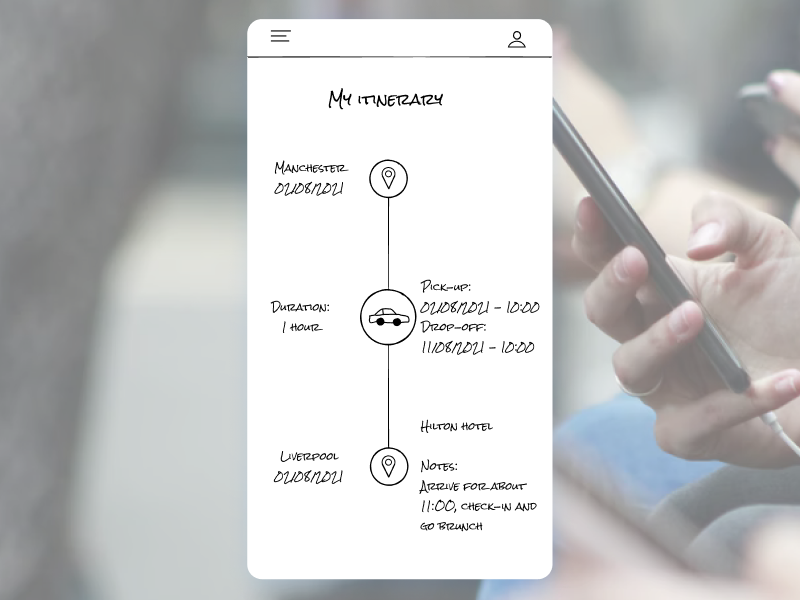 My itinerary
Manchester
02/08/2021
Duration:
1 hour
Pick-up:
02/08/2021 - 10:00
Drop-off:
11/08/2021 - 10:00
Liverpool
02/08/2021
Hilton hotel
Notes:
Arrive for about
11:00, check-in and
go brunch